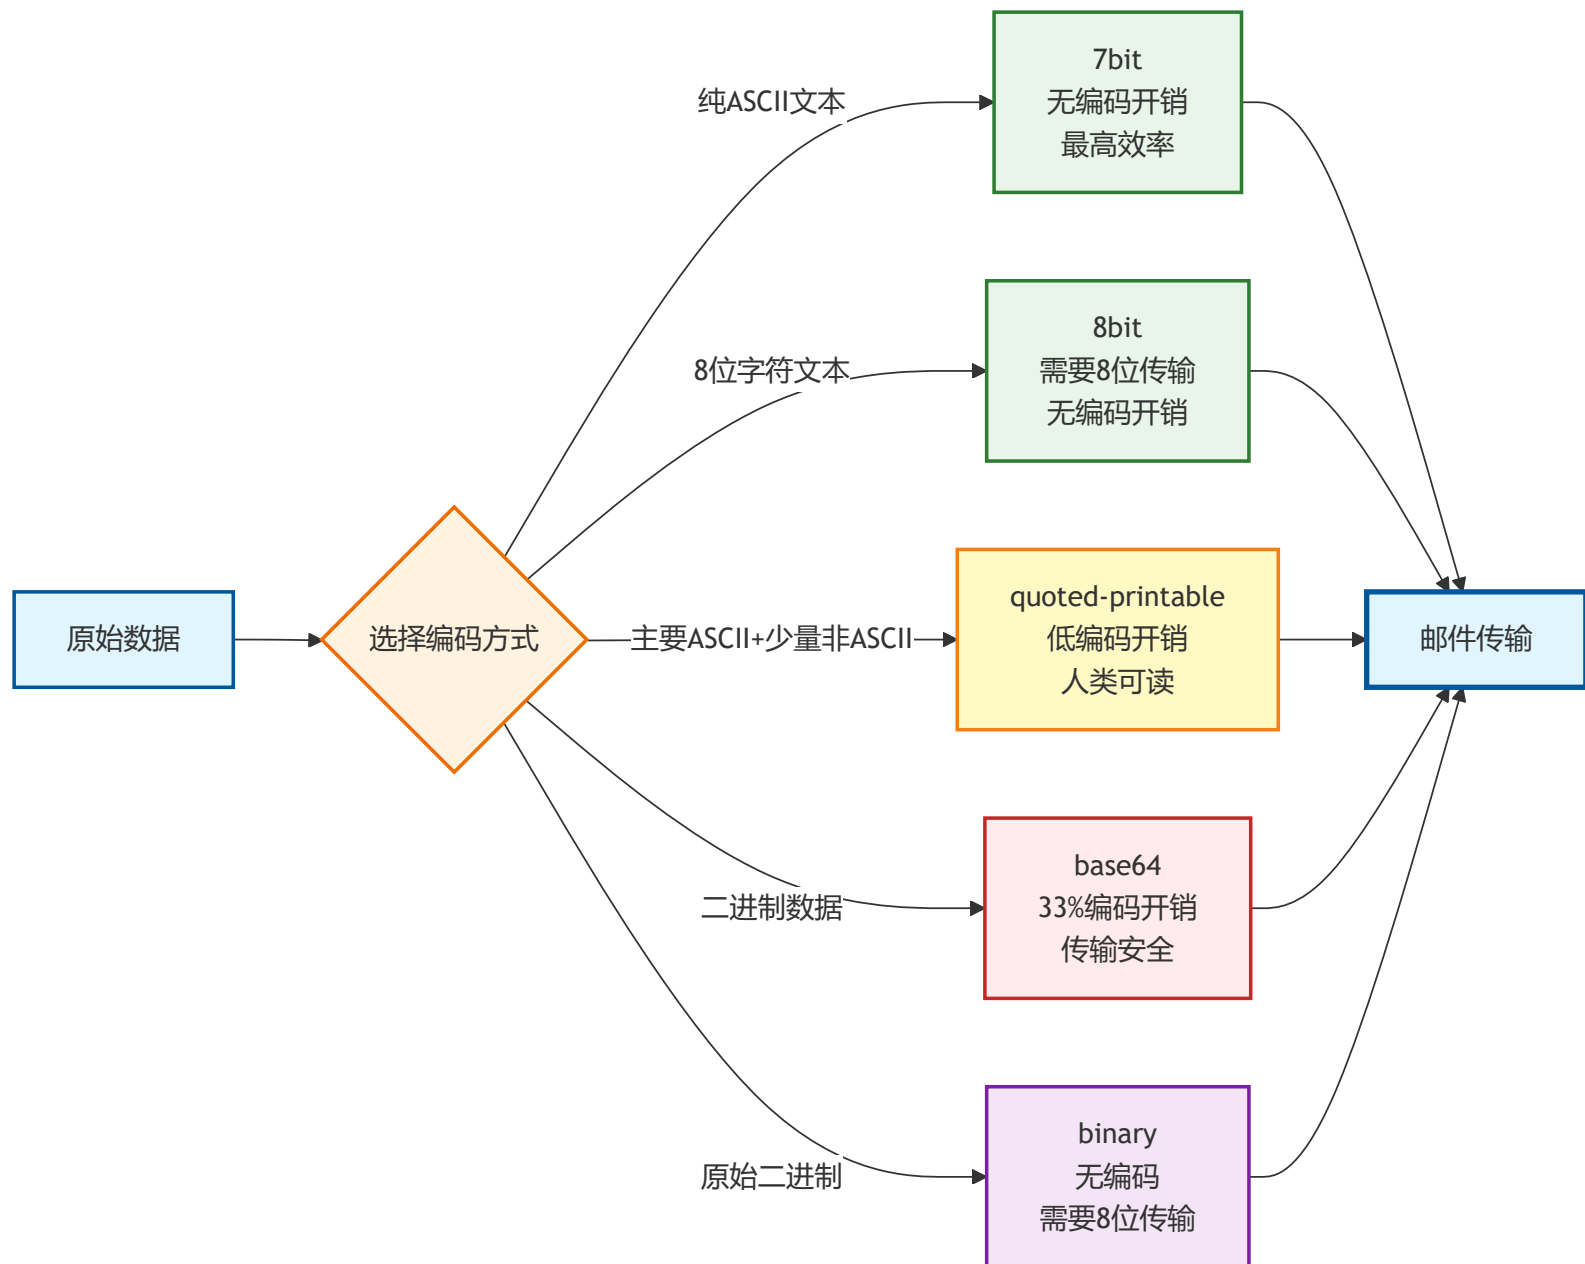 原始数据
选择编码方式
纯ASCII文本
8位字符文本
主要ASCII+少量非ASCII
二进制数据
原始二进制
7bit
无编码开销
最高效率
8bit
需要8位传输
无编码开销
quoted-printable
低编码开销
人类可读
base64
33%编码开销
传输安全
binary
无编码
需要8位传输
邮件传输